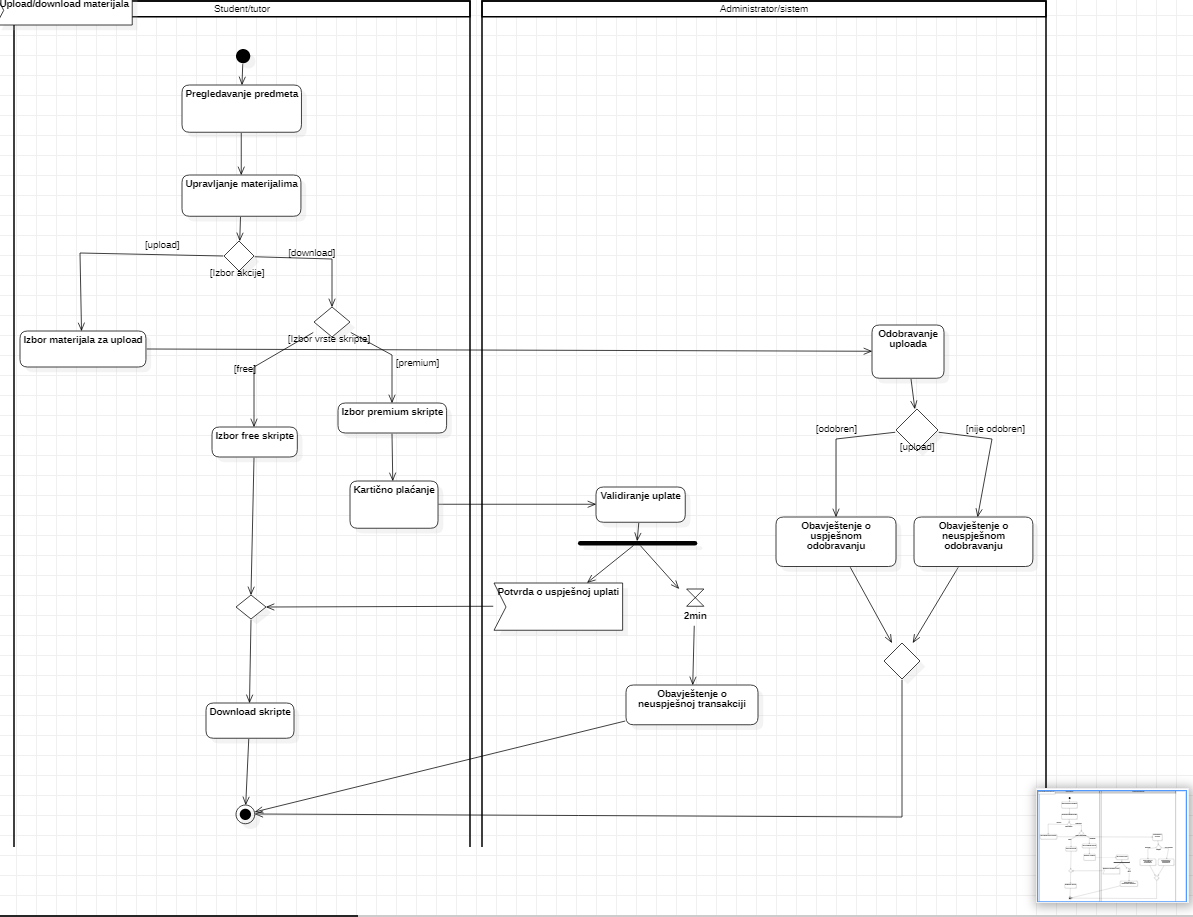 Upload/download materijala
Student/tutor
Administrator/sistem
Pregledavanje predmeta
Upravljanje materijalima
[upload]
[download]
[Izbor akcije]
[Izbor vrste skripte]
Izbor materijala za upload
Odobravanje
uploada
[free]
[premium]
Izbor premium skripte
Izbor free skripte
[odobren]
[nije odobren]
[upload]
Kartično plaćanje
Validiranje uplate
Obavještenje o
uspješnom
odobravanju
Obavještenje o
neuspješnom
odobravanju
Potvrda o uspješnoj uplati
2min
Obavještenje o
neuspješnoj transakciji
Download skripte